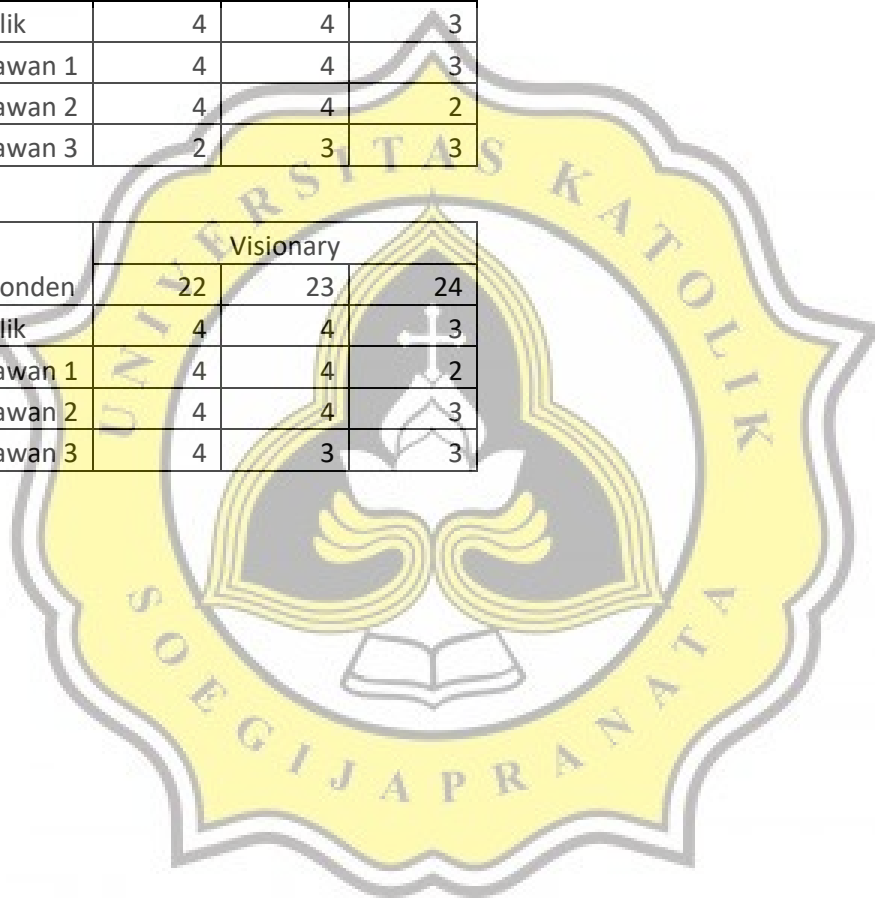 lik 4 4 3
awan 1 4 4 3
awan 2 4 4 2
awan 3 2 3 3
Visionary
onden 22 23 24
lik 4 4 3
awan 1 4 4 2
awan 2 4 4 3
awan 3 4 3 3
UNIVERSITAS KATOLIK
SOEGIJAPRANATA